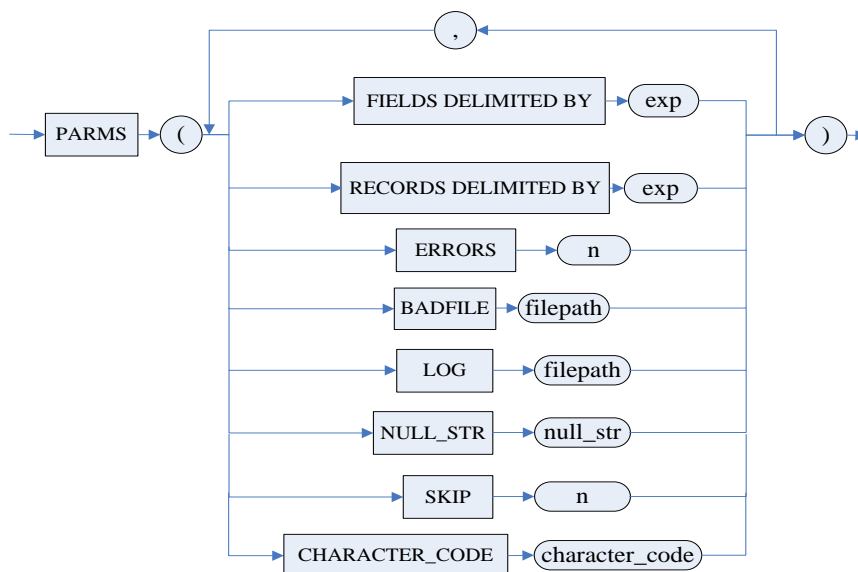 ,
FIELDS DELIMITED BY exp
PARMS ( )
RECORDS DELIMITED BY exp
ERRORS n
BADFILE filepath
LOG filepath
NULL_STR null_str
SKIP n
CHARACTER_CODE character_code